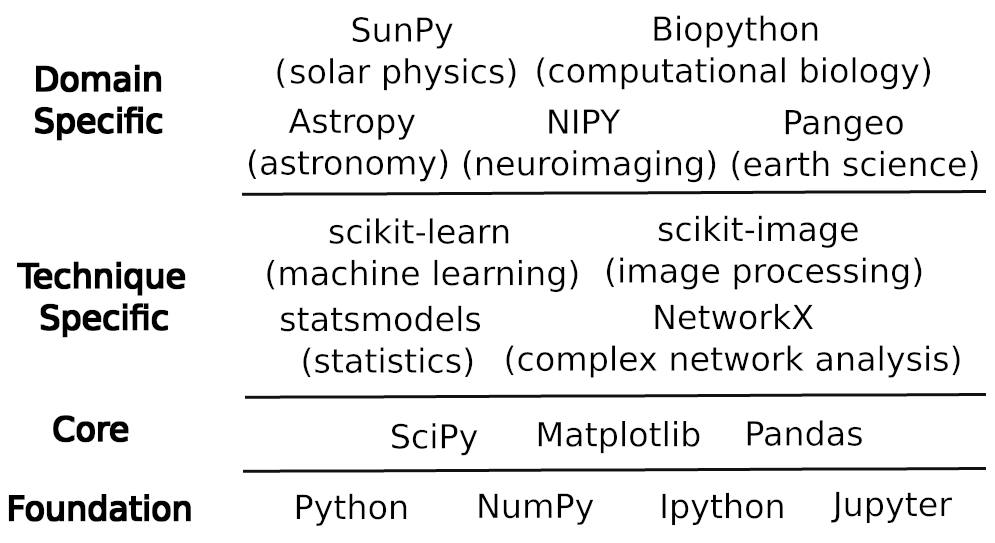 Domain
Specific
SunPy
(solar physics)
Biopython
(computational biology)
Astropy
(astronomy)
NIPY
(neuroimaging)
Pangeo
(earth science)
Technique
Specific
scikit-learn
(machine learning)
scikit-image
(image processing)
statsmodels
(statistics)
NetworkX
(complex network analysis)
Core
SciPy Matplotlib Pandas
Foundation
Python NumPy Ipython Jupyter